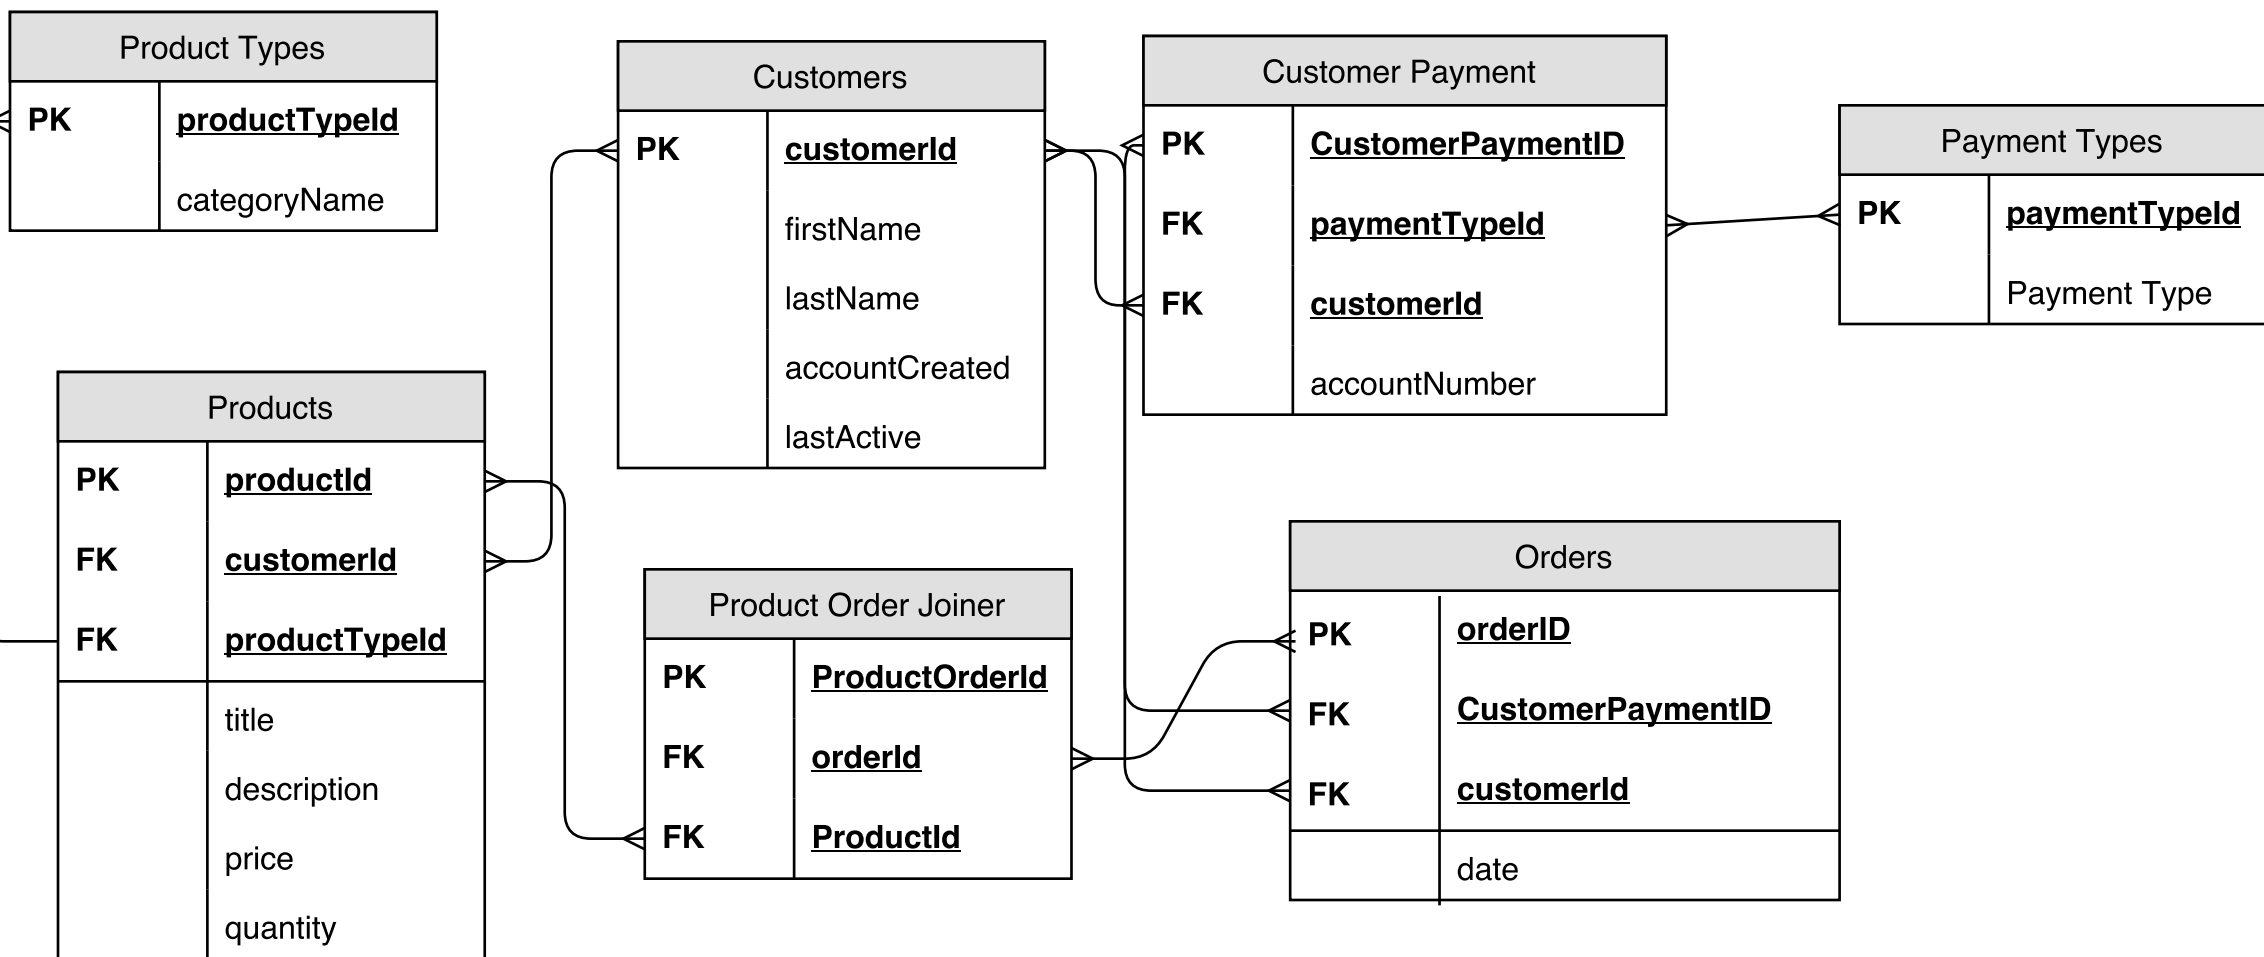 Product Types
PK productTypeId
categoryName
Customers
PK customerId
firstName
lastName
accountCreated
lastActive
Customer Payment
PK CustomerPaymentID
FK paymentTypeId
FK customerId
accountNumber
Payment Types
PK paymentTypeId
Payment Type
Products
PK productId
FK customerId
FK productTypeId
title
description
price
quantity
Product Order Joiner
PK ProductOrderId
FK orderId
FK ProductId
Orders
PK orderID
FK CustomerPaymentID
FK customerId
date